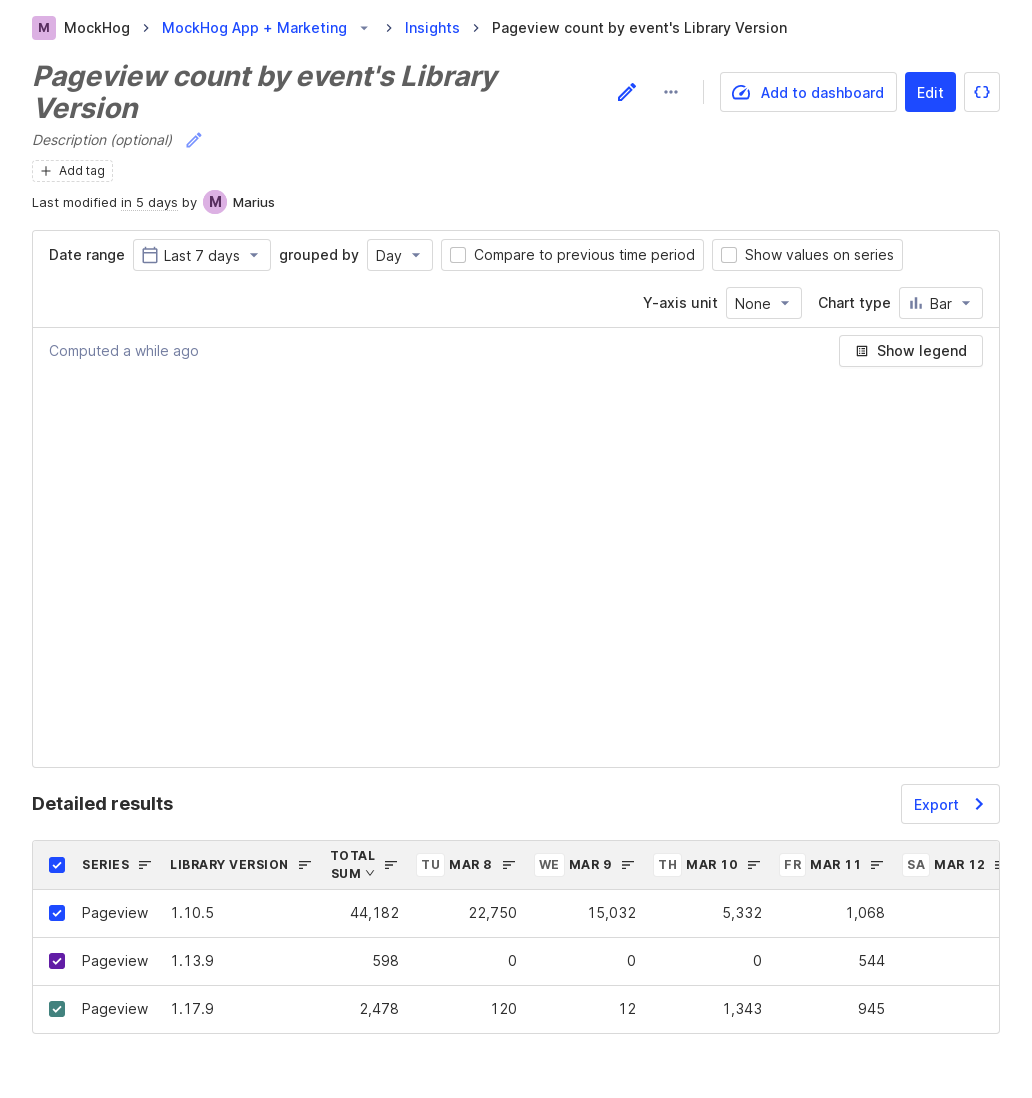 M MockHog > MockHog App + Marketing > Insights > Pageview count by event's Library Version
Pageview count by event's Library
Version
Add to dashboard Edit {}
Description (optional)
+ Add tag
Last modified in 5 days by M Marius
Date range Last 7 days grouped by Day Compare to previous time period Show values on series
Y-axis unit None Chart type Bar
Computed a while ago Show legend
Detailed results Export
SERIES LIBRARY VERSION TOTAL SUM TU MAR 8 WE MAR 9 TH MAR 10 FR MAR 11 SA MAR 12
Pageview 1.10.5 44,182 22,750 15,032 5,332 1,068
Pageview 1.13.9 598 0 0 0 544
Pageview 1.17.9 2,478 120 12 1,343 945